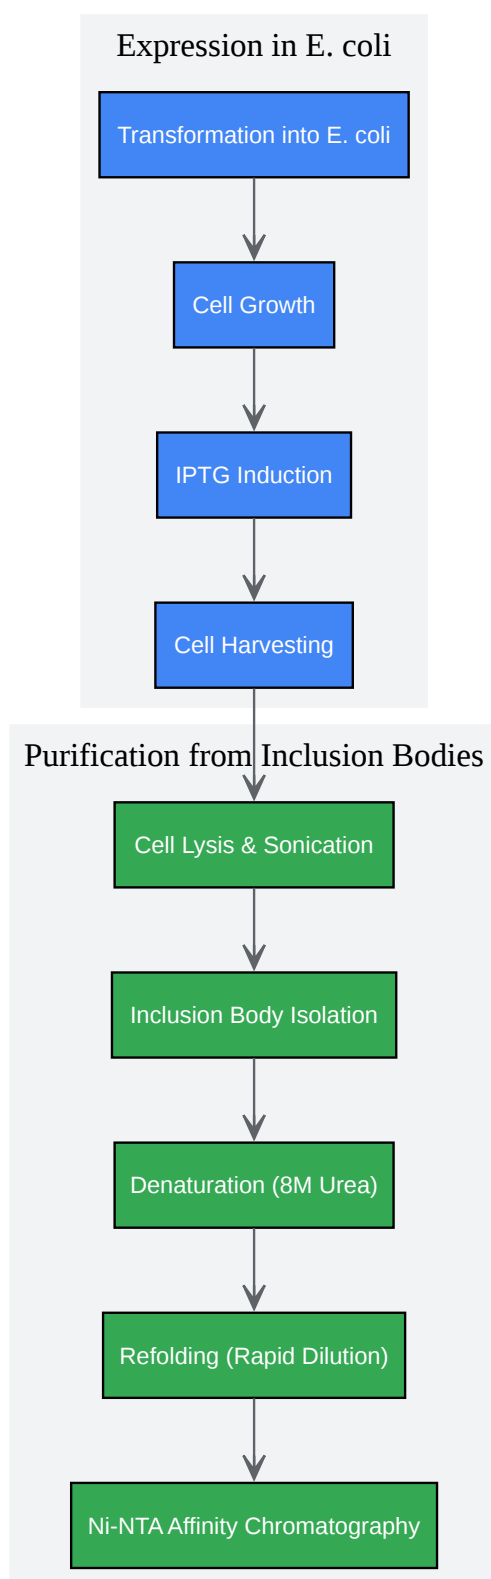 Expression in E. coli
Transformation into E. coli
Cell Growth
IPTG Induction
Cell Harvesting
Purification from Inclusion Bodies
Cell Lysis & Sonication
Inclusion Body Isolation
Denaturation (8M Urea)
Refolding (Rapid Dilution)
Ni-NTA Affinity Chromatography